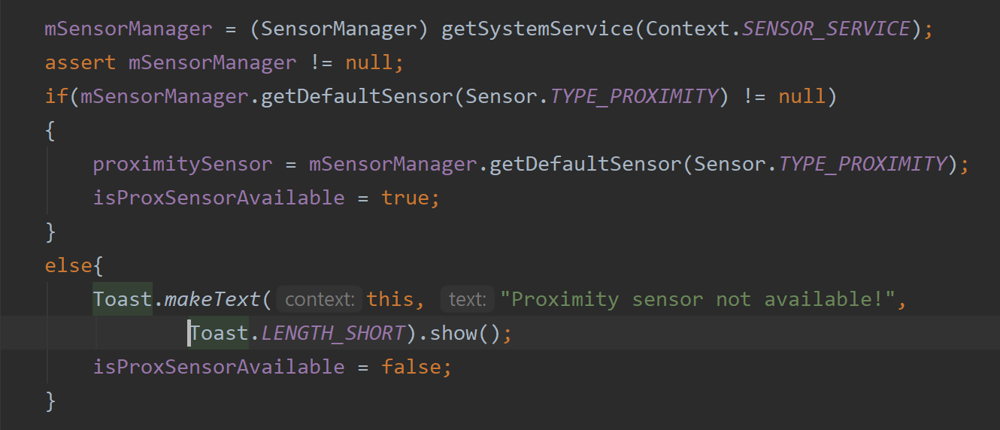 mSensorManager = (SensorManager) getSystemService(Context.SENSOR_SERVICE);
assert mSensorManager != null;
if(mSensorManager.getDefaultSensor(Sensor.TYPE_PROXIMITY) != null)
{
proximitySensor = mSensorManager.getDefaultSensor(Sensor.TYPE_PROXIMITY);
isProxSensorAvailable = true;
}
else{
Toast.makeText( context: this, text: "Proximity sensor not available!",
Toast.LENGTH_SHORT).show();
isProxSensorAvailable = false;
}